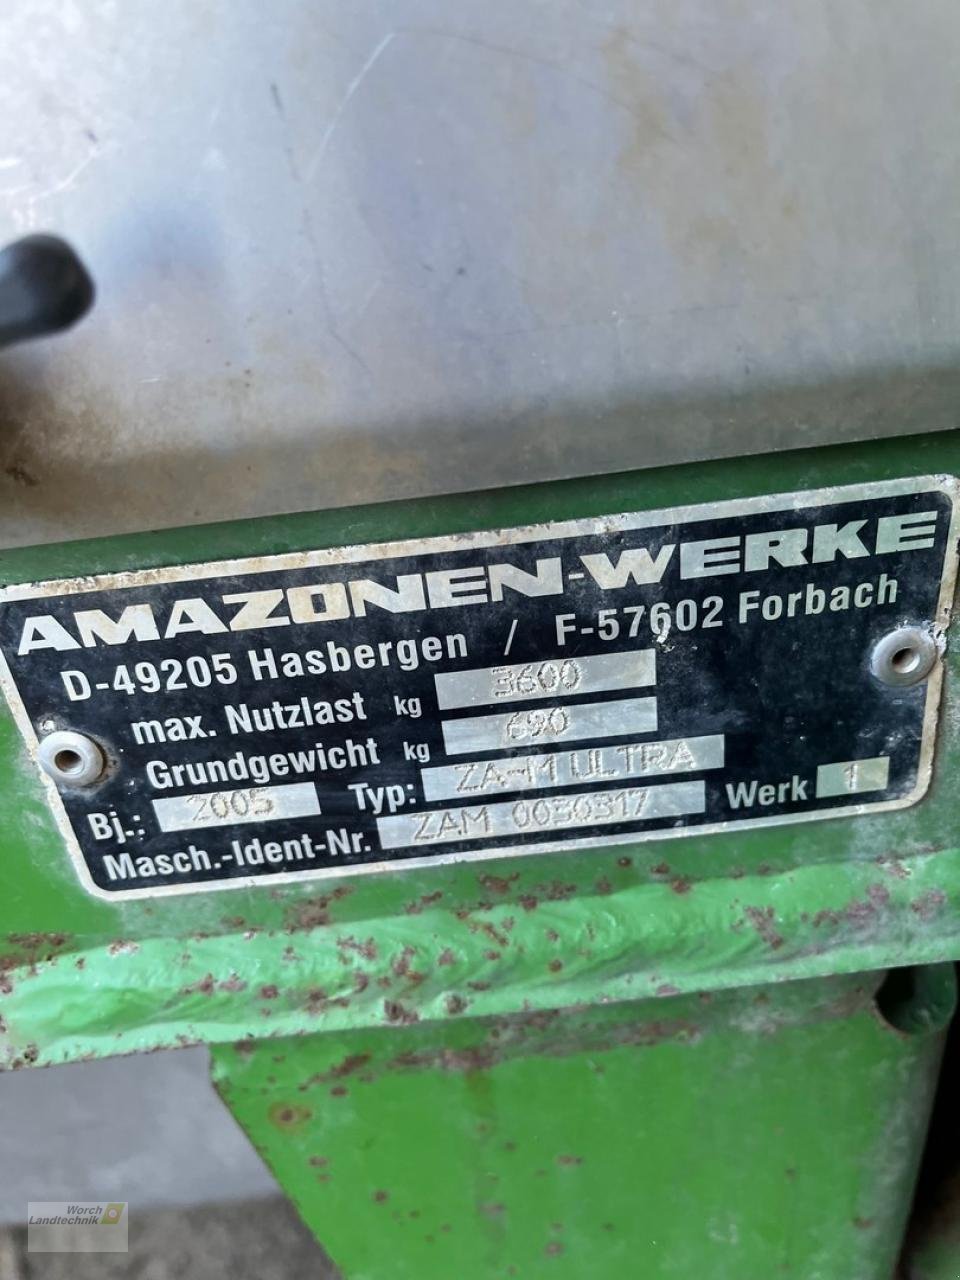 AMAZONEN-WERKE
D-49205 Hasbergen / F-57602 Forbach
max. Nutzlast kg 3600
Grundgewicht kg 690
Bj.: 2005 Typ: ZA-M ULTRA Werk 1
Masch.-Ident-Nr. ZAM 0030317
Worch
Landtechnik